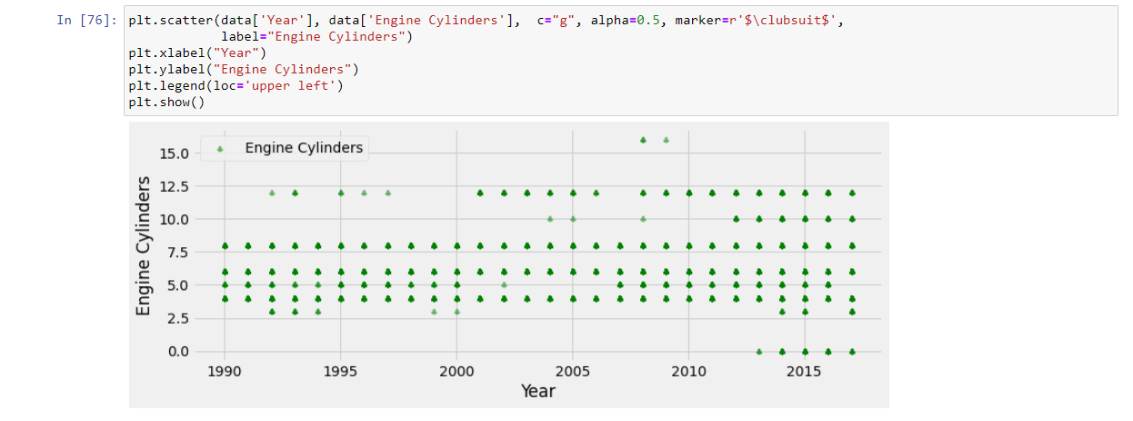 In [76]: plt.scatter(data['Year'], data['Engine Cylinders'],  c="g", alpha=0.5, marker=r'$\clubsuit$',
            label="Engine Cylinders")
plt.xlabel("Year")
plt.ylabel("Engine Cylinders")
plt.legend(loc='upper left')
plt.show()
Engine Cylinders
Engine Cylinders
15.0
12.5
10.0
7.5
5.0
2.5
0.0
1990 1995 2000 2005 2010 2015
Year